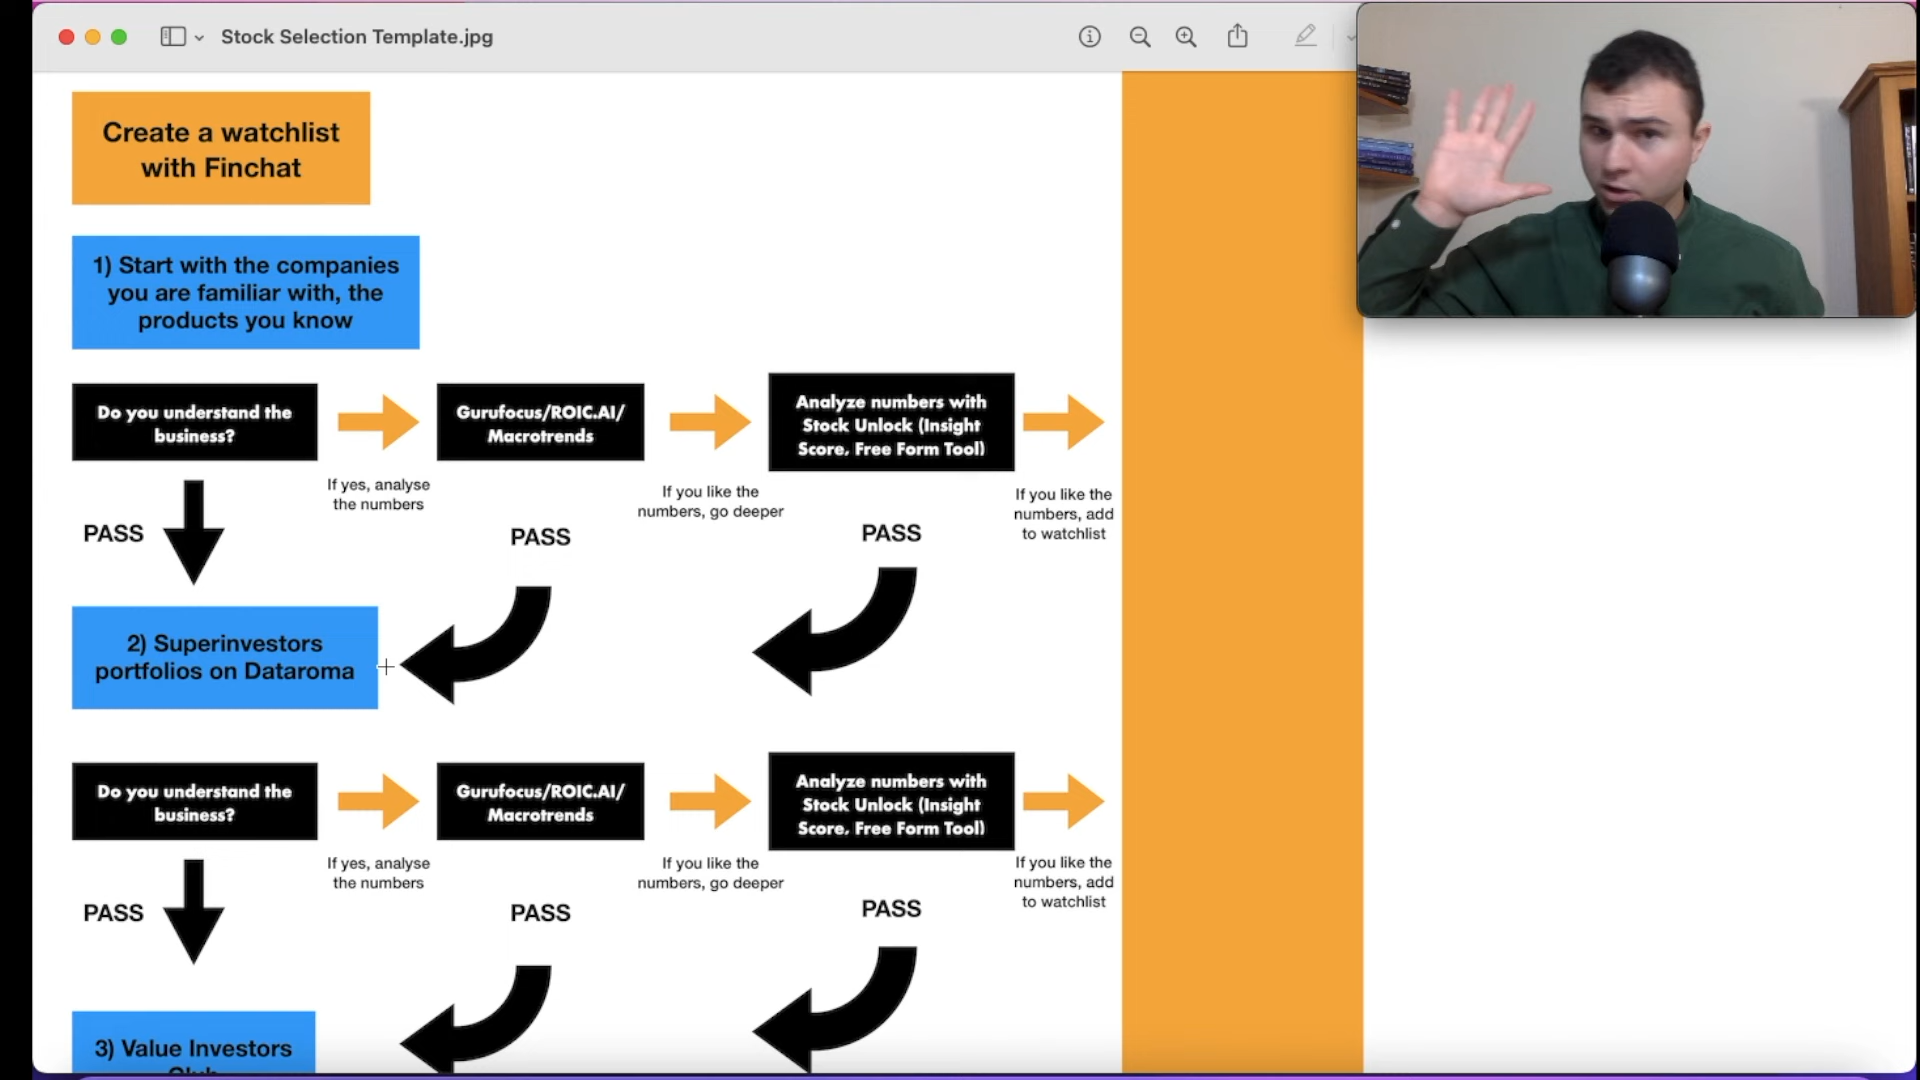 Stock Selection Template.jpg
Create a watchlist
with Finchat
1) Start with the companies
you are familiar with, the
products you know
Do you understand the
business?
If yes, analyse
the numbers
Gurufocus/ROIC.AI/
Macrotrends
If you like the
numbers, go deeper
Analyze numbers with
Stock Unlock (Insight
Score, Free Form Tool)
If you like the
numbers, add
to watchlist
PASS
PASS
PASS
2) Superinvestors
portfolios on Dataroma
Do you understand the
business?
If yes, analyse
the numbers
Gurufocus/ROIC.AI/
Macrotrends
If you like the
numbers, go deeper
Analyze numbers with
Stock Unlock (Insight
Score, Free Form Tool)
If you like the
numbers, add
to watchlist
PASS
PASS
PASS
3) Value Investors
Club